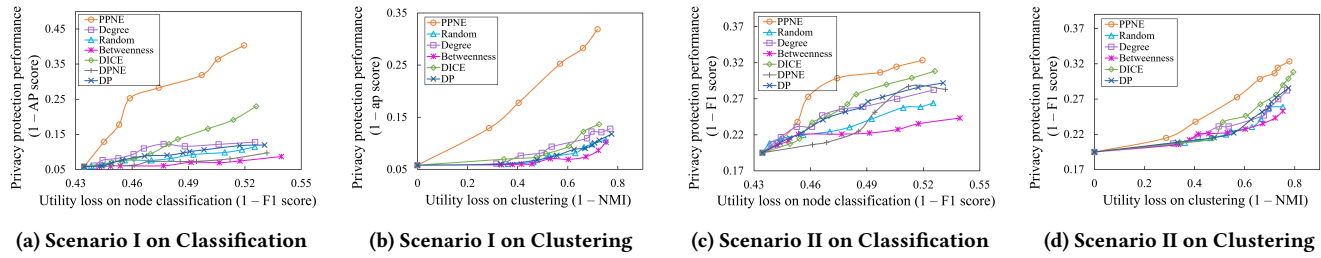 Privacy protection performance
(1 − AP score)
0.45
0.35
0.25
0.15
0.05
PPNE
Degree
Random
Betweenness
DICE
DPNE
DP
0.43
0.46
0.49
0.52
0.55
Utility loss on node classification (1 − F1 score)
(a) Scenario I on Classification
Privacy protection performance
(1 − ap score)
0.35
0.25
0.15
0.05
PPNE
Random
Degree
Betweenness
DICE
DP
0
0.2
0.4
0.6
0.8
1
Utility loss on clustering (1 − NMI)
(b) Scenario I on Clustering
Privacy protection performance
(1 − F1 score)
0.37
0.32
0.27
0.22
0.17
PPNE
Random
Degree
Betweenness
DICE
DPNE
DP
0.43
0.46
0.49
0.52
0.55
Utility loss on node classification (1 − F1 score)
(c) Scenario II on Classification
Privacy protection performance
(1 − F1 score)
0.37
0.32
0.27
0.22
0.17
PPNE
Random
Degree
Betweenness
DICE
DP
0
0.2
0.4
0.6
0.8
1
Utility loss on clustering (1 − NMI)
(d) Scenario II on Clustering